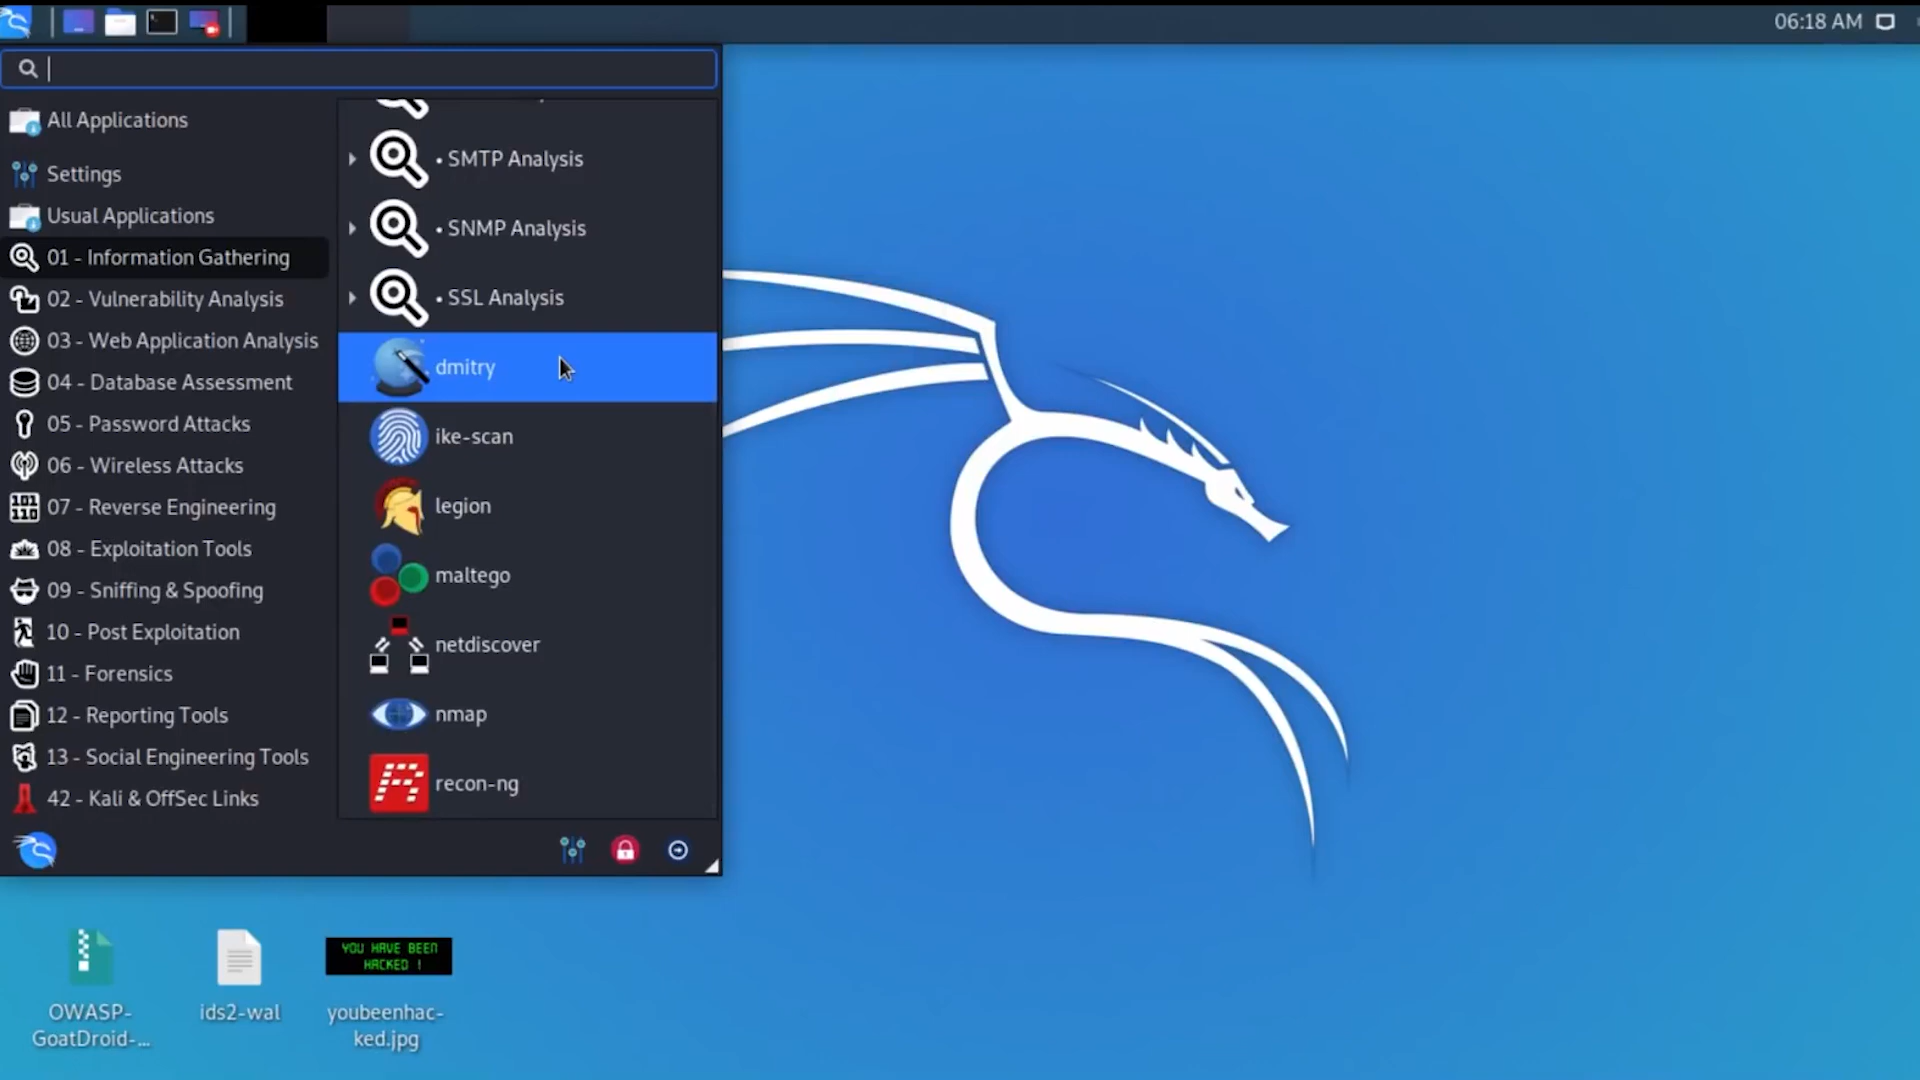 06:18 AM
All Applications
Settings
Usual Applications
01 - Information Gathering
02 - Vulnerability Analysis
03 - Web Application Analysis
04 - Database Assessment
05 - Password Attacks
06 - Wireless Attacks
07 - Reverse Engineering
08 - Exploitation Tools
09 - Sniffing & Spoofing
10 - Post Exploitation
11 - Forensics
12 - Reporting Tools
13 - Social Engineering Tools
42 - Kali & OffSec Links
• SMTP Analysis
• SNMP Analysis
• SSL Analysis
dmitry
ike-scan
legion
maltego
netdiscover
nmap
recon-ng
YOU HAVE BEEN
HACKED !
OWASP-
GoatDroid-...
ids2-wal
youbeenhac-
ked.jpg